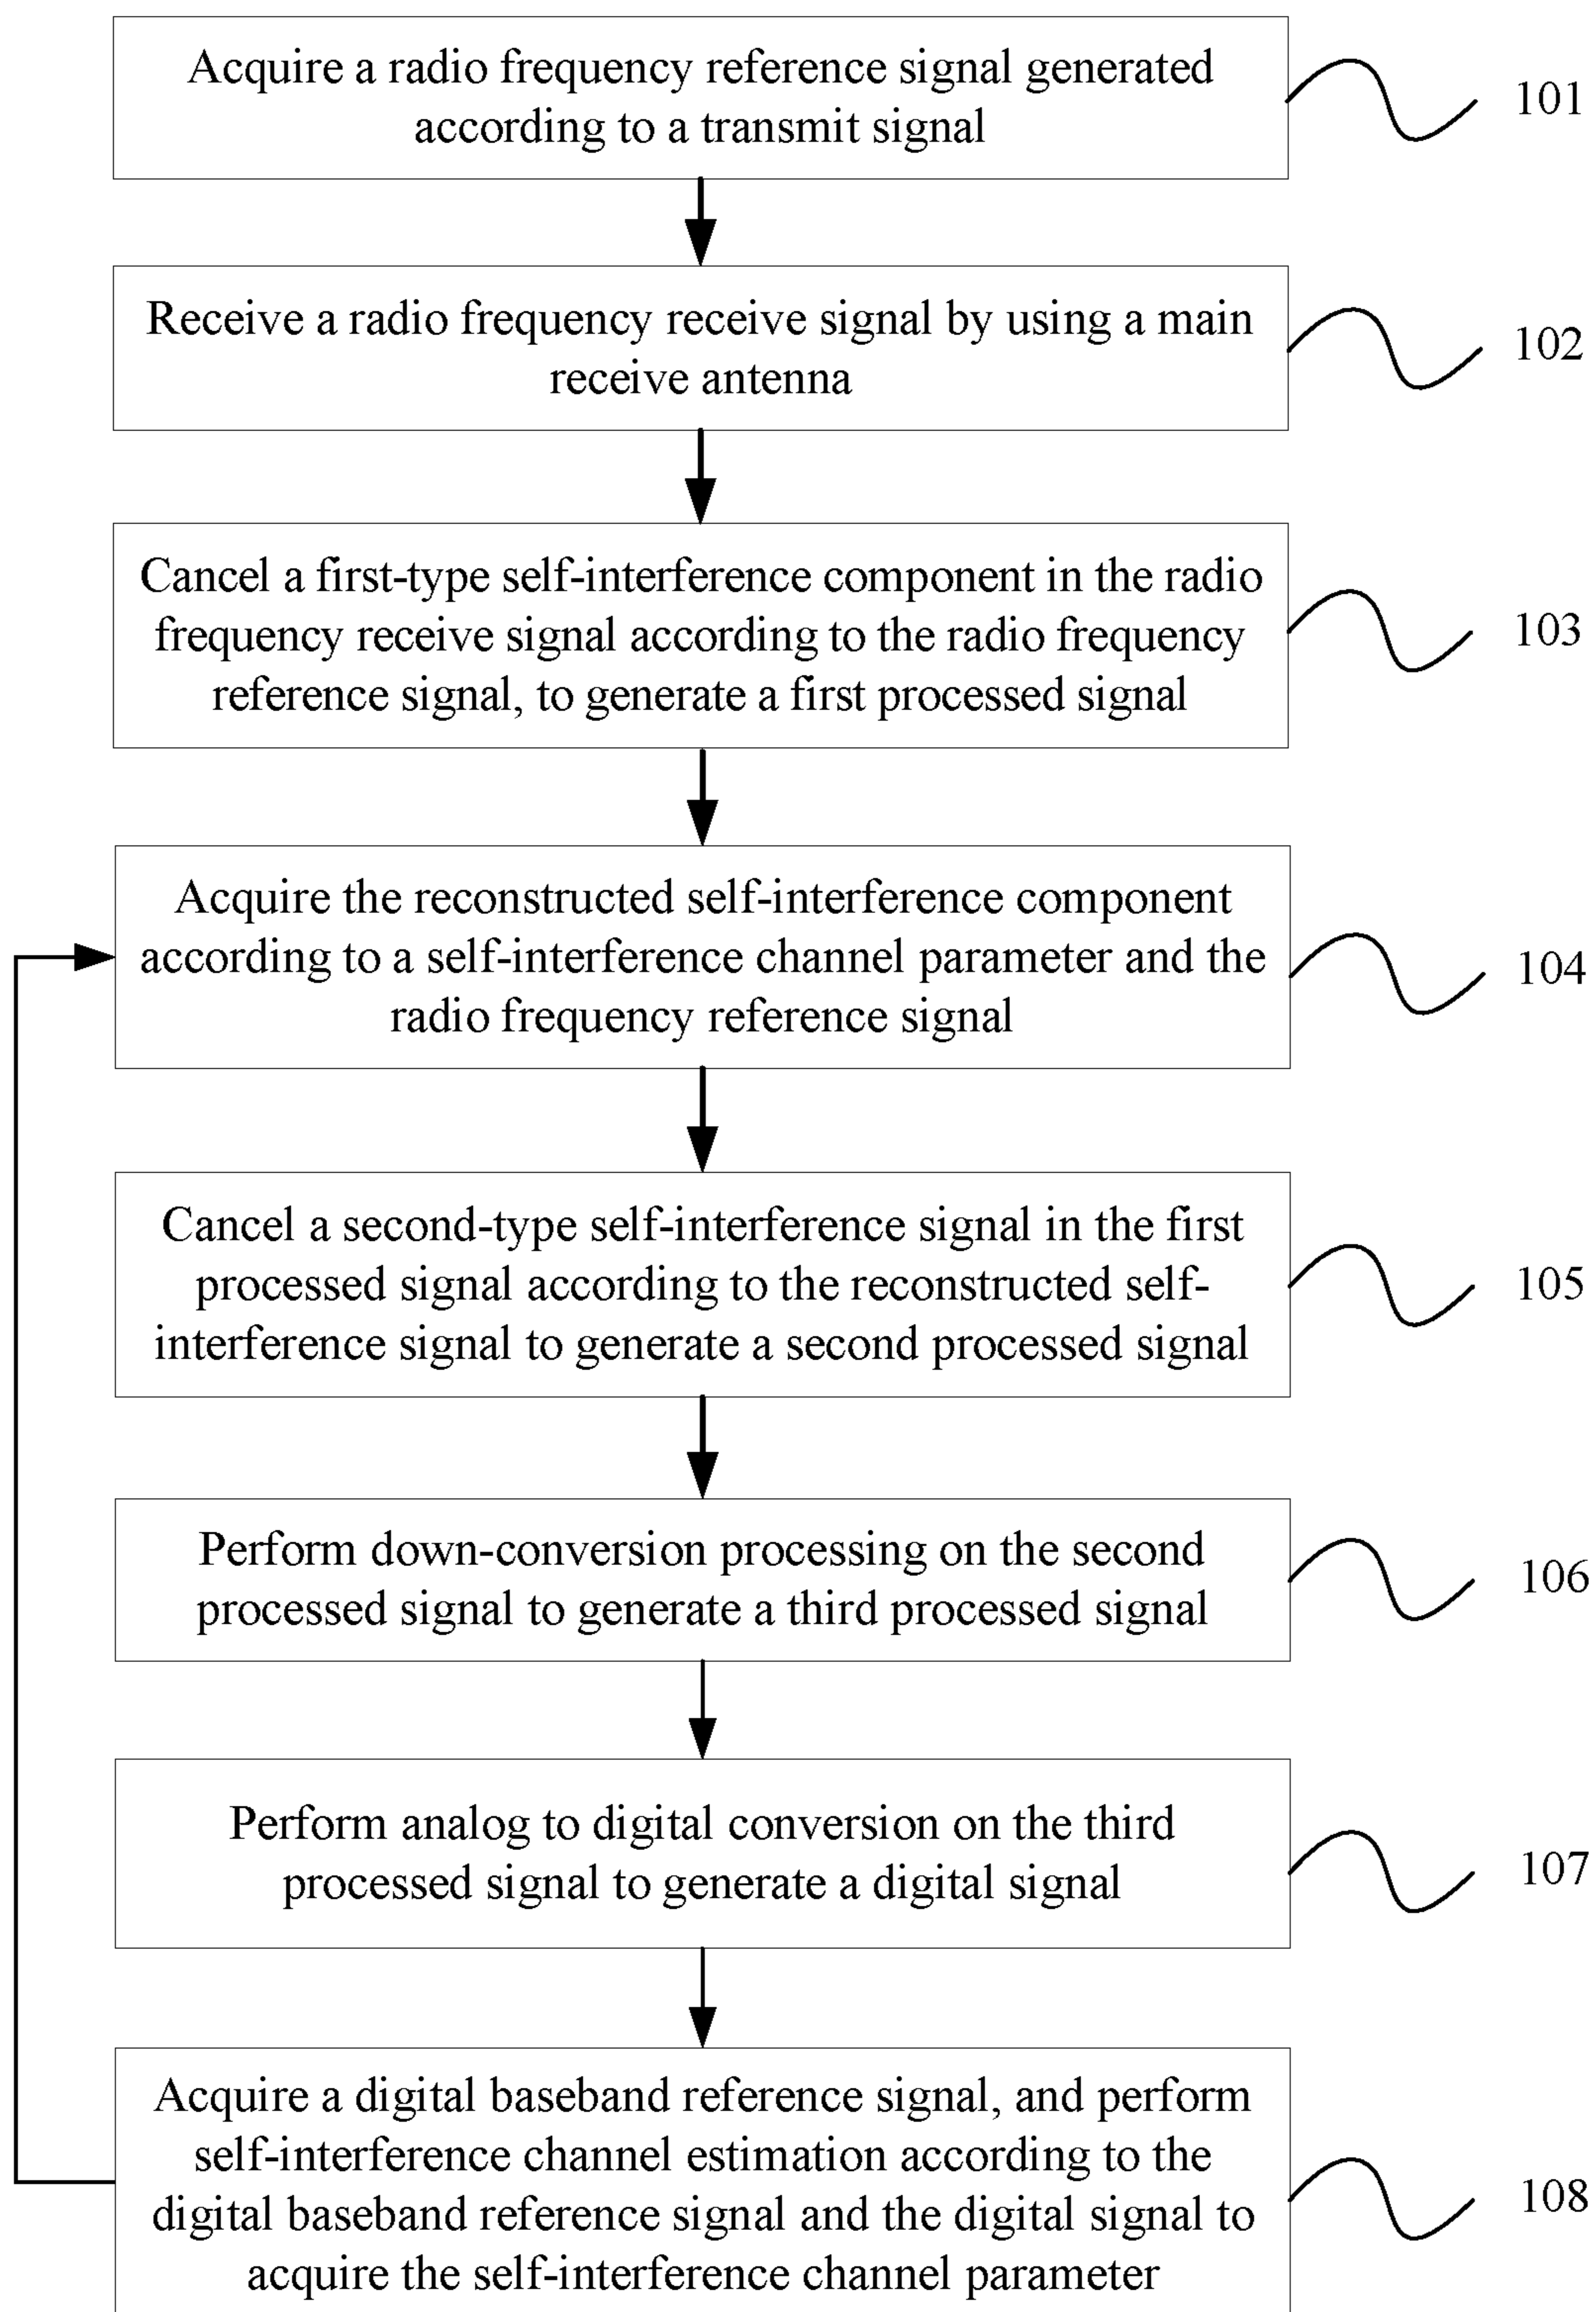 Acquire a radio frequency reference signal generated
according to a transmit signal
101
Receive a radio frequency receive signal by using a main
receive antenna
102
Cancel a first-type self-interference component in the radio
frequency receive signal according to the radio frequency
reference signal, to generate a first processed signal
103
Acquire the reconstructed self-interference component
according to a self-interference channel parameter and the
radio frequency reference signal
104
Cancel a second-type self-interference signal in the first
processed signal according to the reconstructed self-
interference signal to generate a second processed signal
105
Perform down-conversion processing on the second
processed signal to generate a third processed signal
106
Perform analog to digital conversion on the third
processed signal to generate a digital signal
107
Acquire a digital baseband reference signal, and perform
self-interference channel estimation according to the
digital baseband reference signal and the digital signal to
acquire the self-interference channel parameter
108